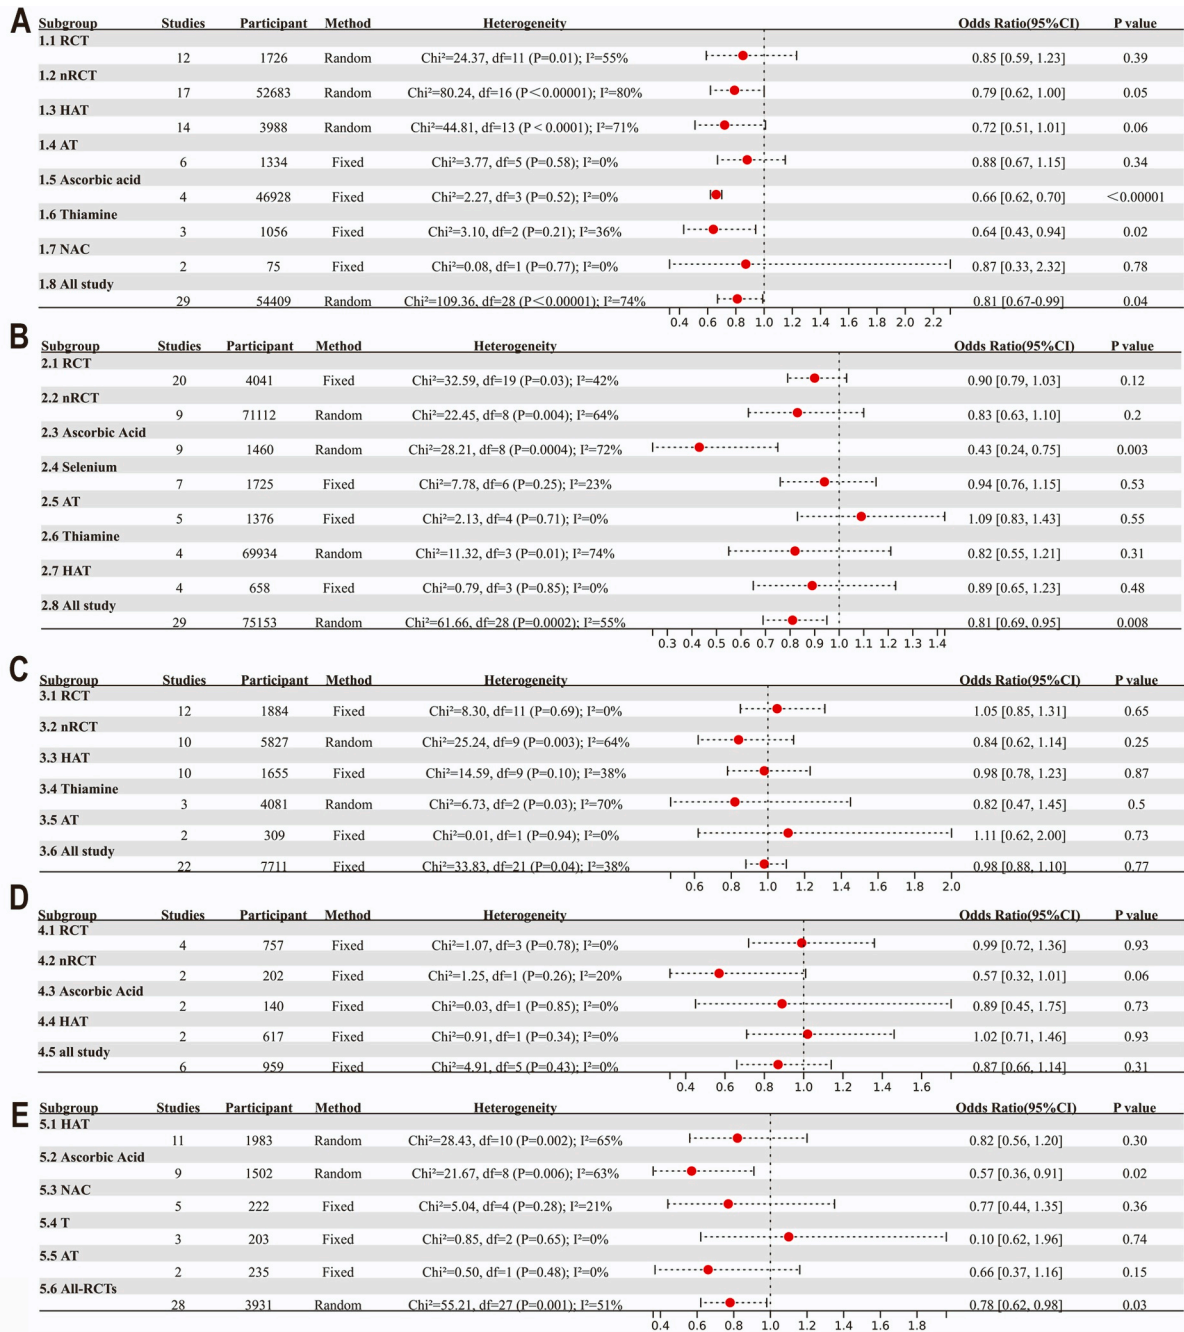 A
Subgroup Studies Participant Method Heterogeneity Odds Ratio(95%CI) P value
1.1 RCT
12 1726 Random Chi²=24.37, df=11 (P=0.01); I²=55% 0.85 [0.59, 1.23] 0.39
1.2 nRCT
17 52683 Random Chi²=80.24, df=16 (P<0.00001); I²=80% 0.79 [0.62, 1.00] 0.05
1.3 HAT
14 3988 Random Chi²=44.81, df=13 (P < 0.0001); I²=71% 0.72 [0.51, 1.01] 0.06
1.4 AT
6 1334 Fixed Chi²=3.77, df=5 (P=0.58); I²=0% 0.88 [0.67, 1.15] 0.34
1.5 Ascorbic acid
4 46928 Fixed Chi²=2.27, df=3 (P=0.52); I²=0% 0.66 [0.62, 0.70] <0.00001
1.6 Thiamine
3 1056 Fixed Chi²=3.10, df=2 (P=0.21); I²=36% 0.64 [0.43, 0.94] 0.02
1.7 NAC
2 75 Fixed Chi²=0.08, df=1 (P=0.77); I²=0% 0.87 [0.33, 2.32] 0.78
1.8 All study
29 54409 Random Chi²=109.36, df=28 (P<0.00001); I²=74% 0.81 [0.67-0.99] 0.04
0.4 0.6 0.8 1.0 1.2 1.4 1.6 1.8 2.0 2.2
B
Subgroup Studies Participant Method Heterogeneity Odds Ratio(95%CI) P value
2.1 RCT
20 4041 Fixed Chi²=32.59, df=19 (P=0.03); I²=42% 0.90 [0.79, 1.03] 0.12
2.2 nRCT
9 71112 Random Chi²=22.45, df=8 (P=0.004); I²=64% 0.83 [0.63, 1.10] 0.2
2.3 Ascorbic Acid
9 1460 Random Chi²=28.21, df=8 (P=0.0004); I²=72% 0.43 [0.24, 0.75] 0.003
2.4 Selenium
7 1725 Fixed Chi²=7.78, df=6 (P=0.25); I²=23% 0.94 [0.76, 1.15] 0.53
2.5 AT
5 1376 Fixed Chi²=2.13, df=4 (P=0.71); I²=0% 1.09 [0.83, 1.43] 0.55
2.6 Thiamine
4 69934 Random Chi²=11.32, df=3 (P=0.01); I²=74% 0.82 [0.55, 1.21] 0.31
2.7 HAT
4 658 Fixed Chi²=0.79, df=3 (P=0.85); I²=0% 0.89 [0.65, 1.23] 0.48
2.8 All study
29 75153 Random Chi²=61.66, df=28 (P=0.0002); I²=55% 0.81 [0.69, 0.95] 0.008
0.3 0.4 0.5 0.6 0.7 0.8 0.9 1.0 1.1 1.2 1.3 1.4
C
Subgroup Studies Participant Method Heterogeneity Odds Ratio(95%CI) P value
3.1 RCT
12 1884 Fixed Chi²=8.30, df=11 (P=0.69); I²=0% 1.05 [0.85, 1.31] 0.65
3.2 nRCT
10 5827 Random Chi²=25.24, df=9 (P=0.003); I²=64% 0.84 [0.62, 1.14] 0.25
3.3 HAT
10 1655 Fixed Chi²=14.59, df=9 (P=0.10); I²=38% 0.98 [0.78, 1.23] 0.87
3.4 Thiamine
3 4081 Random Chi²=6.73, df=2 (P=0.03); I²=70% 0.82 [0.47, 1.45] 0.5
3.5 AT
2 309 Fixed Chi²=0.01, df=1 (P=0.94); I²=0% 1.11 [0.62, 2.00] 0.73
3.6 All study
22 7711 Fixed Chi²=33.83, df=21 (P=0.04); I²=38% 0.98 [0.88, 1.10] 0.77
0.6 0.8 1.0 1.2 1.4 1.6 1.8 2.0
D
Subgroup Studies Participant Method Heterogeneity Odds Ratio(95%CI) P value
4.1 RCT
4 757 Fixed Chi²=1.07, df=3 (P=0.78); I²=0% 0.99 [0.72, 1.36] 0.93
4.2 nRCT
2 202 Fixed Chi²=1.25, df=1 (P=0.26); I²=20% 0.57 [0.32, 1.01] 0.06
4.3 Ascorbic Acid
2 140 Fixed Chi²=0.03, df=1 (P=0.85); I²=0% 0.89 [0.45, 1.75] 0.73
4.4 HAT
2 617 Fixed Chi²=0.91, df=1 (P=0.34); I²=0% 1.02 [0.71, 1.46] 0.93
4.5 all study
6 959 Fixed Chi²=4.91, df=5 (P=0.43); I²=0% 0.87 [0.66, 1.14] 0.31
0.4 0.6 0.8 1.0 1.2 1.4 1.6
E
Subgroup Studies Participant Method Heterogeneity Odds Ratio(95%CI) P value
5.1 HAT
11 1983 Random Chi²=28.43, df=10 (P=0.002); I²=65% 0.82 [0.56, 1.20] 0.30
5.2 Ascorbic Acid
9 1502 Random Chi²=21.67, df=8 (P=0.006); I²=63% 0.57 [0.36, 0.91] 0.02
5.3 NAC
5 222 Fixed Chi²=5.04, df=4 (P=0.28); I²=21% 0.77 [0.44, 1.35] 0.36
5.4 T
3 203 Fixed Chi²=0.85, df=2 (P=0.65); I²=0% 0.10 [0.62, 1.96] 0.74
5.5 AT
2 235 Fixed Chi²=0.50, df=1 (P=0.48); I²=0% 0.66 [0.37, 1.16] 0.15
5.6 All-RCTs
28 3931 Random Chi²=55.21, df=27 (P=0.001); I²=51% 0.78 [0.62, 0.98] 0.03
0.4 0.6 0.8 1.0 1.2 1.4 1.6 1.8